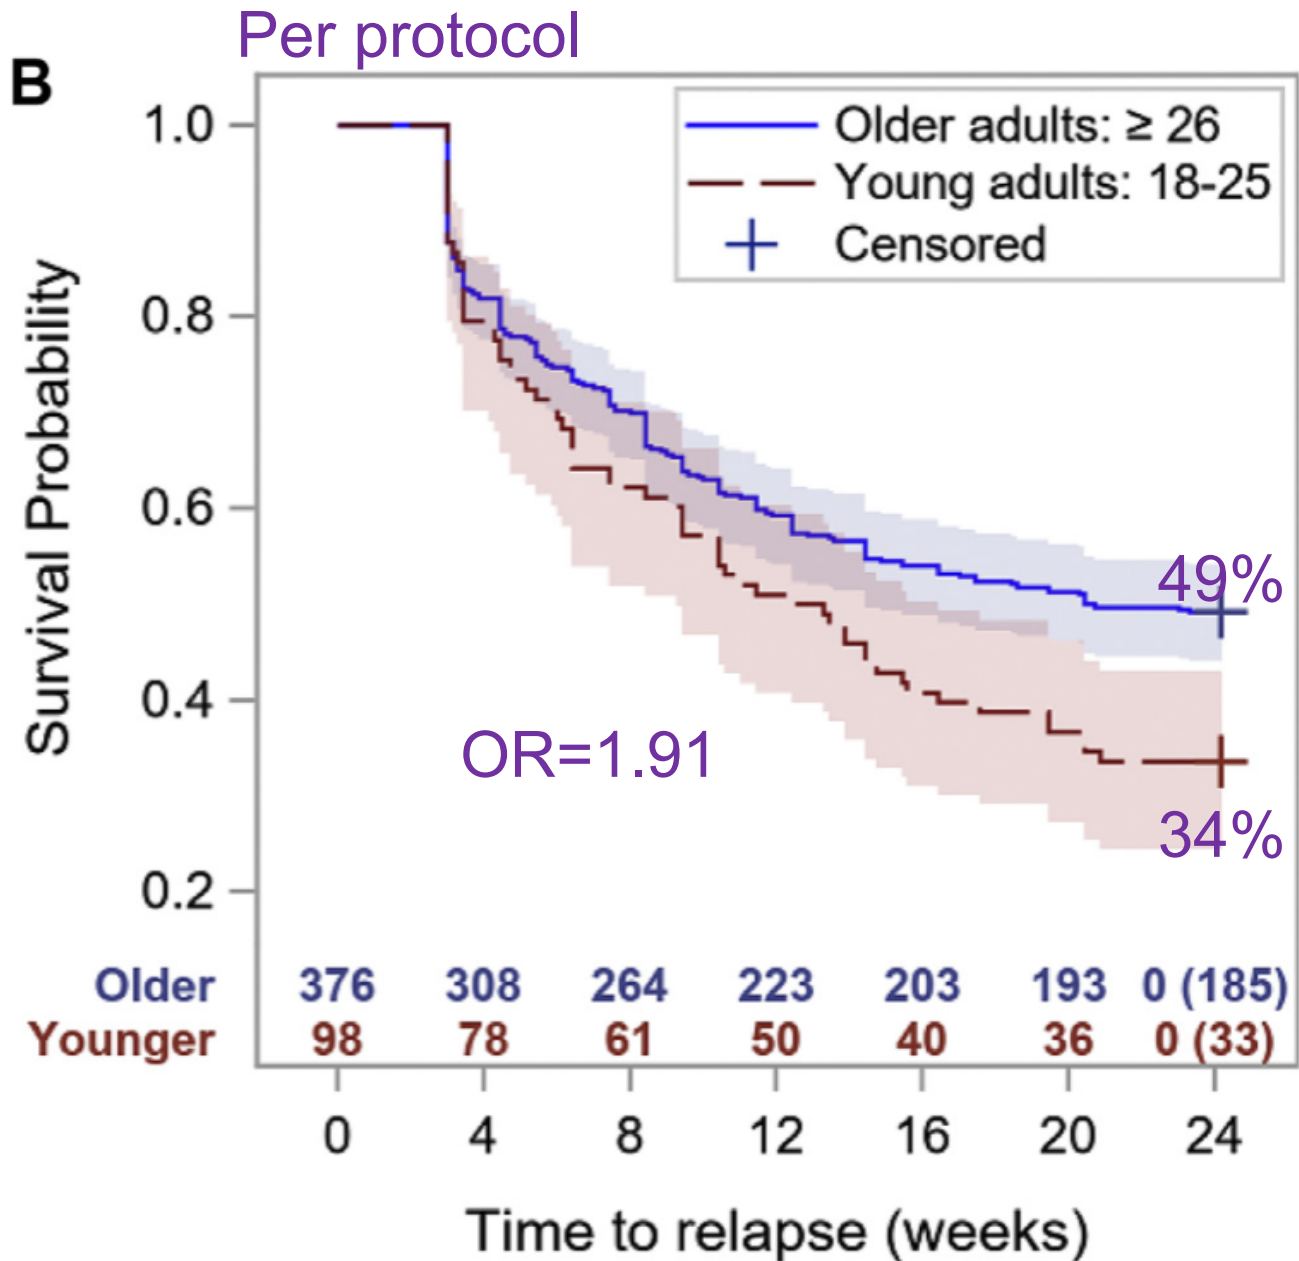 Per protocol
B
Older adults: ≥ 26
Young adults: 18-25
Censored
Survival Probability
1.0
0.8
0.6
0.4
0.2
49%
OR=1.91
34%
Older 376 308 264 223 203 193 0 (185)
Younger 98 78 61 50 40 36 0 (33)
0 4 8 12 16 20 24
Time to relapse (weeks)